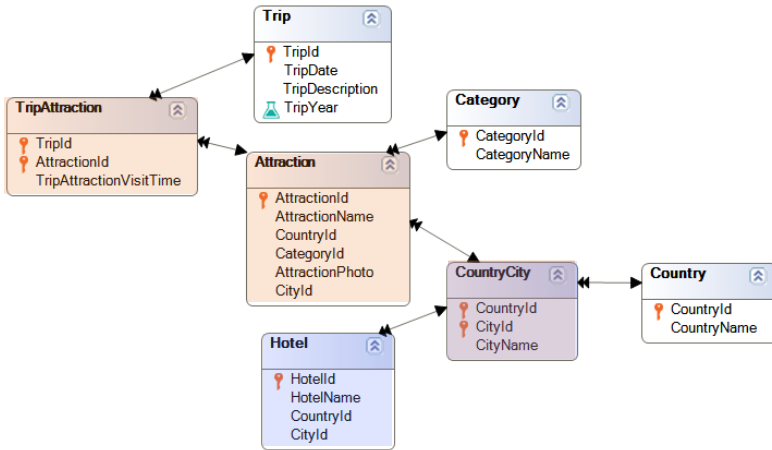 Trip
TripId
TripDate
TripDescription
TripYear
TripAttraction
TripId
AttractionId
TripAttractionVisitTime
Category
CategoryId
CategoryName
Attraction
AttractionId
AttractionName
CountryId
CategoryId
AttractionPhoto
CityId
CountryCity
CountryId
CityId
CityName
Country
CountryId
CountryName
Hotel
HotelId
HotelName
CountryId
CityId